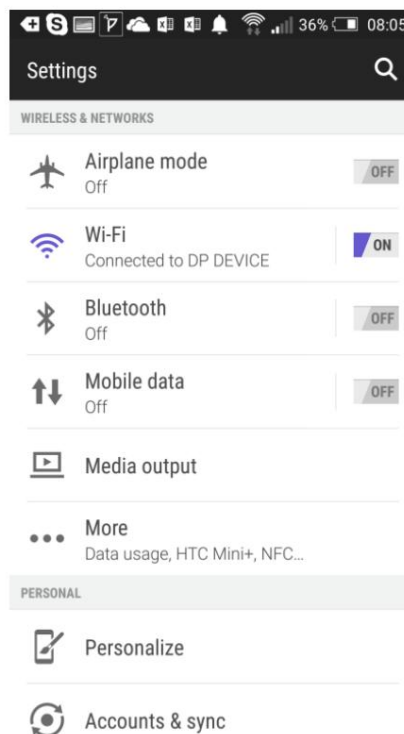 36% 08:05
Settings
WIRELESS & NETWORKS
Airplane mode
Off
OFF
Wi-Fi
Connected to DP DEVICE
ON
Bluetooth
Off
OFF
Mobile data
Off
OFF
Media output
More
Data usage, HTC Mini+, NFC...
PERSONAL
Personalize
Accounts & sync